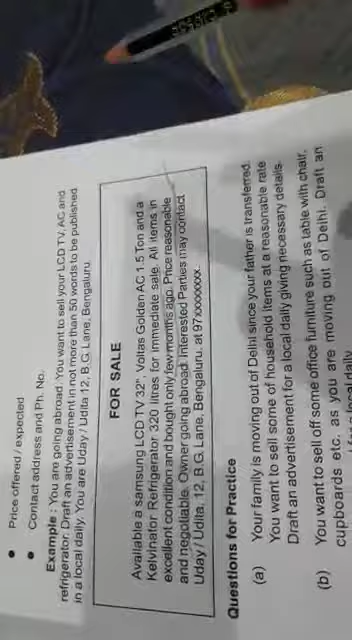 • Price offered / expected
• Contact address and Ph. No.
Example : You are going abroad. You want to sell your LCD TV, AC and
refrigerator. Draft an advertisement in not more than 50 words to be published
in a local daily. You are Uday / Udita 12, B.G. Lane, Bengaluru.
FOR SALE
Available a samsung LCD TV 32", Voltas Golden AC 1.5 Ton and a
Kelvinator Refrigerator 320 litres for immediate sale. All items in
excellent condition and bought only few months ago. Price reasonable
and negotiable. Owner going abroad. Interested Parties may contact
Uday / Udita, 12, B.G. Lane, Bengaluru, at 97xxxxxxxx.
Questions for Practice
(a) Your family is moving out of Delhi since your father is transferred.
You want to sell some of household items at a reasonable rate
Draft an advertisement for a local daily giving necessary details.
(b) You want to sell off some office furniture such as table with chair,
cupboards etc. as you are moving out of Delhi. Draft an
local daily